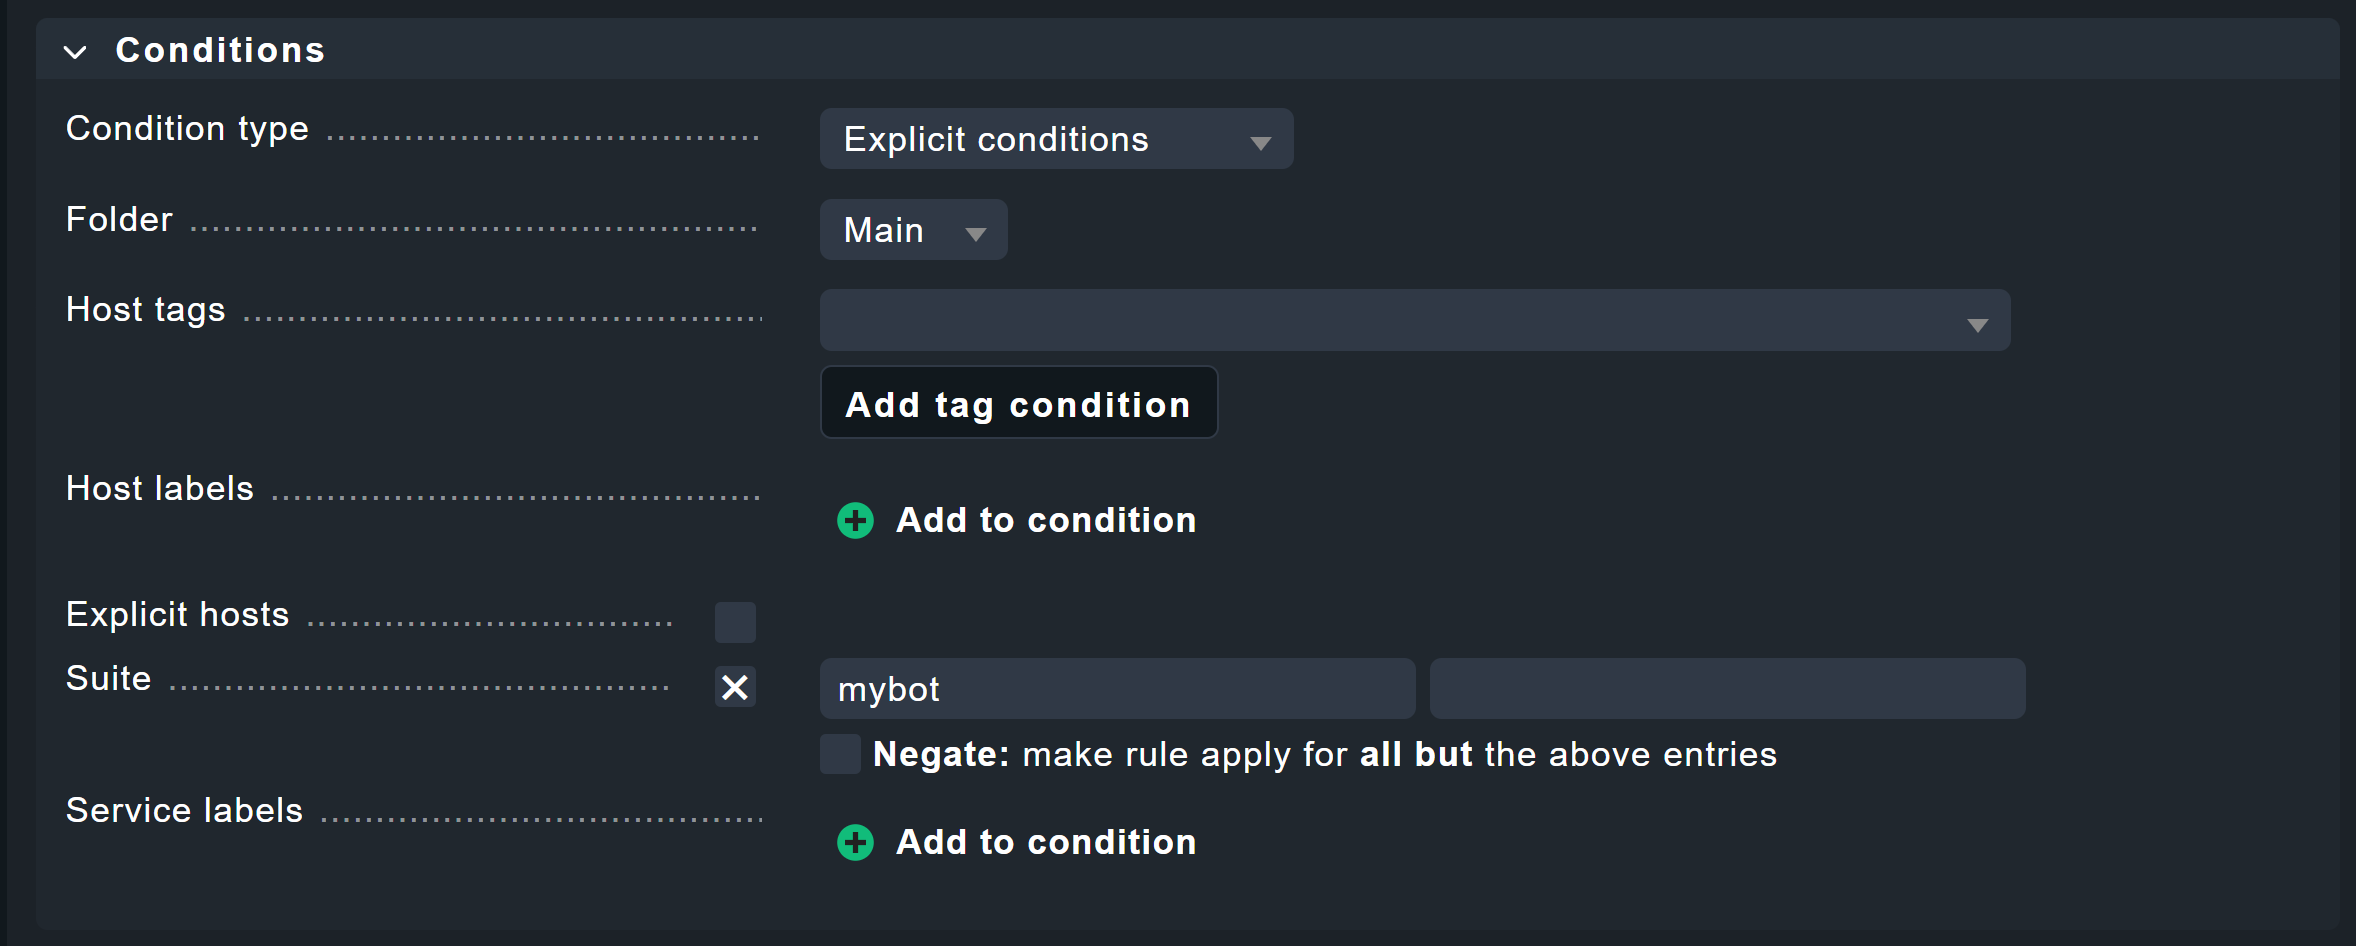 Conditions
Condition type Explicit conditions
Folder Main
Host tags
Add tag condition
Host labels
Add to condition
Explicit hosts
Suite mybot
Negate: make rule apply for all but the above entries
Service labels
Add to condition